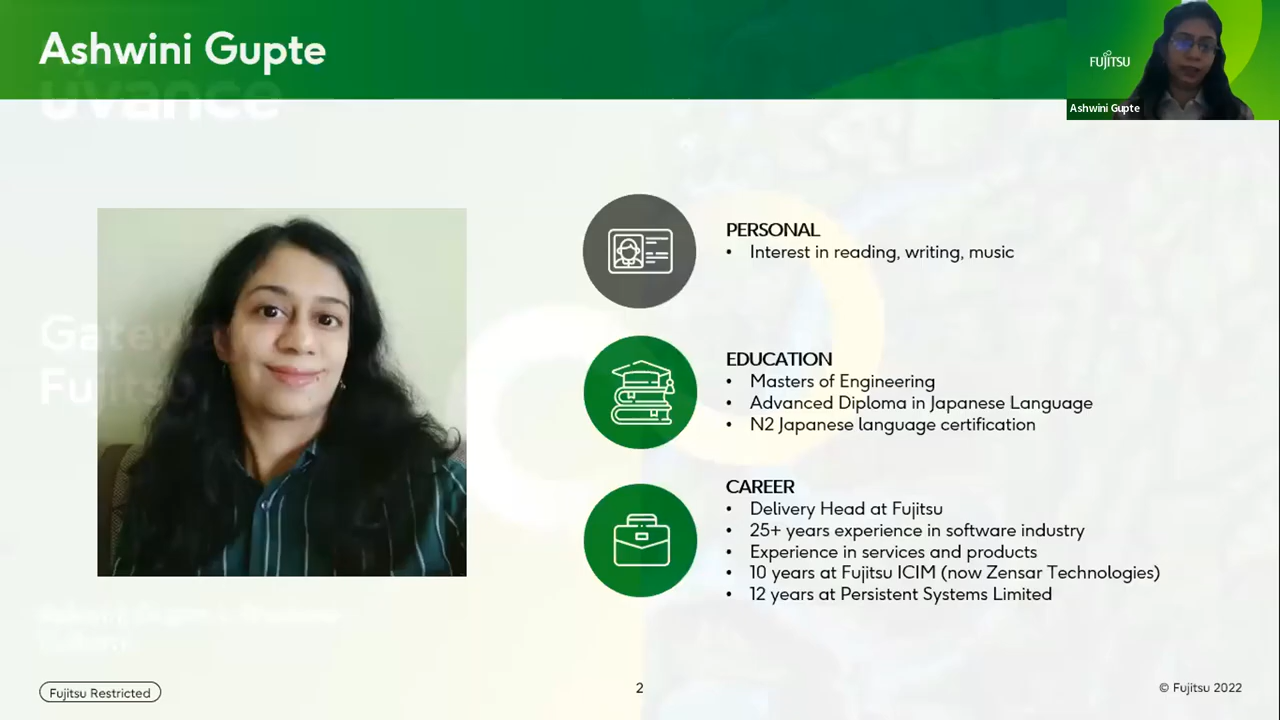 Ashwini Gupte
uvance
FUJITSU
Ashwini Gupte
PERSONAL
• Interest in reading, writing, music
Gateway
Fujitsu
EDUCATION
• Masters of Engineering
• Advanced Diploma in Japanese Language
• N2 Japanese language certification
CAREER
• Delivery Head at Fujitsu
• 25+ years experience in software industry
• Experience in services and products
• 10 years at Fujitsu ICIM (now Zensar Technologies)
• 12 years at Persistent Systems Limited
Fujitsu Restricted
2
© Fujitsu 2022